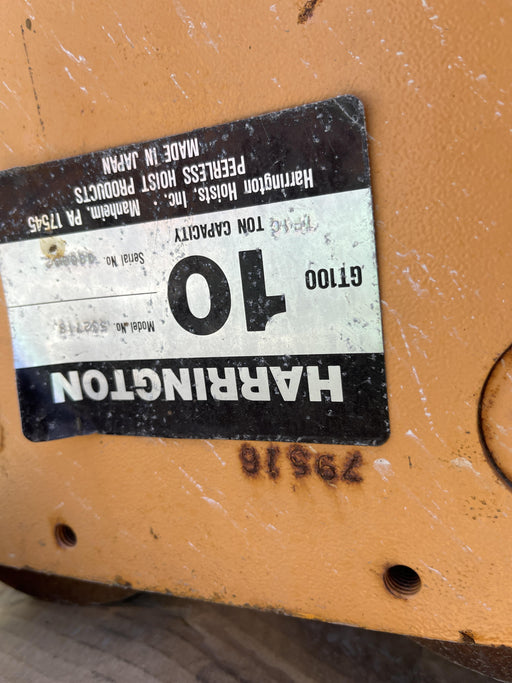 79516
HARRINGTON
Model No.
GT100
10
Serial No.
TON CAPACITY
Harrington Hoists, Inc. Manheim, PA 17545
PEERLESS HOIST PRODUCTS
MADE IN JAPAN